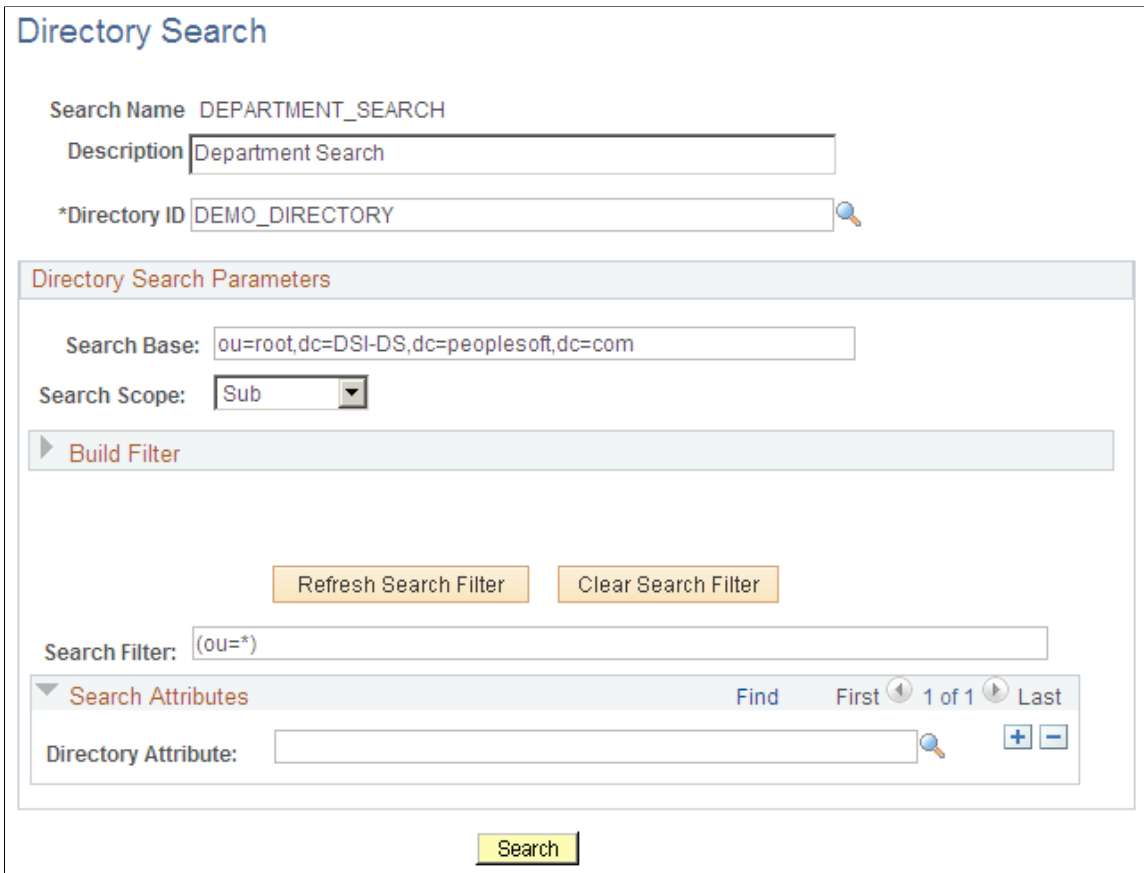 Directory Search
Search Name DEPARTMENT_SEARCH
Description Department Search
*Directory ID DEMO_DIRECTORY
Directory Search Parameters
Search Base: ou=root,dc=DSI-DS,dc=peoplesoft,dc=com
Search Scope: Sub
Build Filter
Refresh Search Filter Clear Search Filter
Search Filter: (ou=*)
Search Attributes Find First 1 of 1 Last
Directory Attribute:
Search